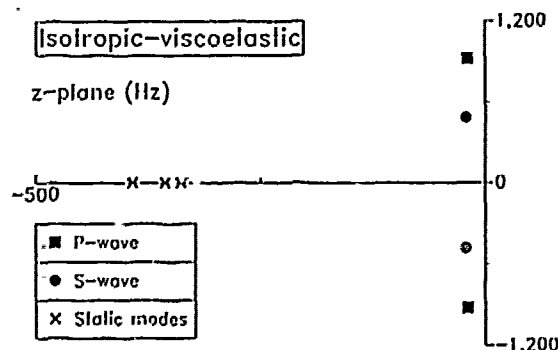 Isotropic-viscoelastic
z-plane (Hz)
1,200
-500
0
P-wave
S-wave
Static modes
-1,200